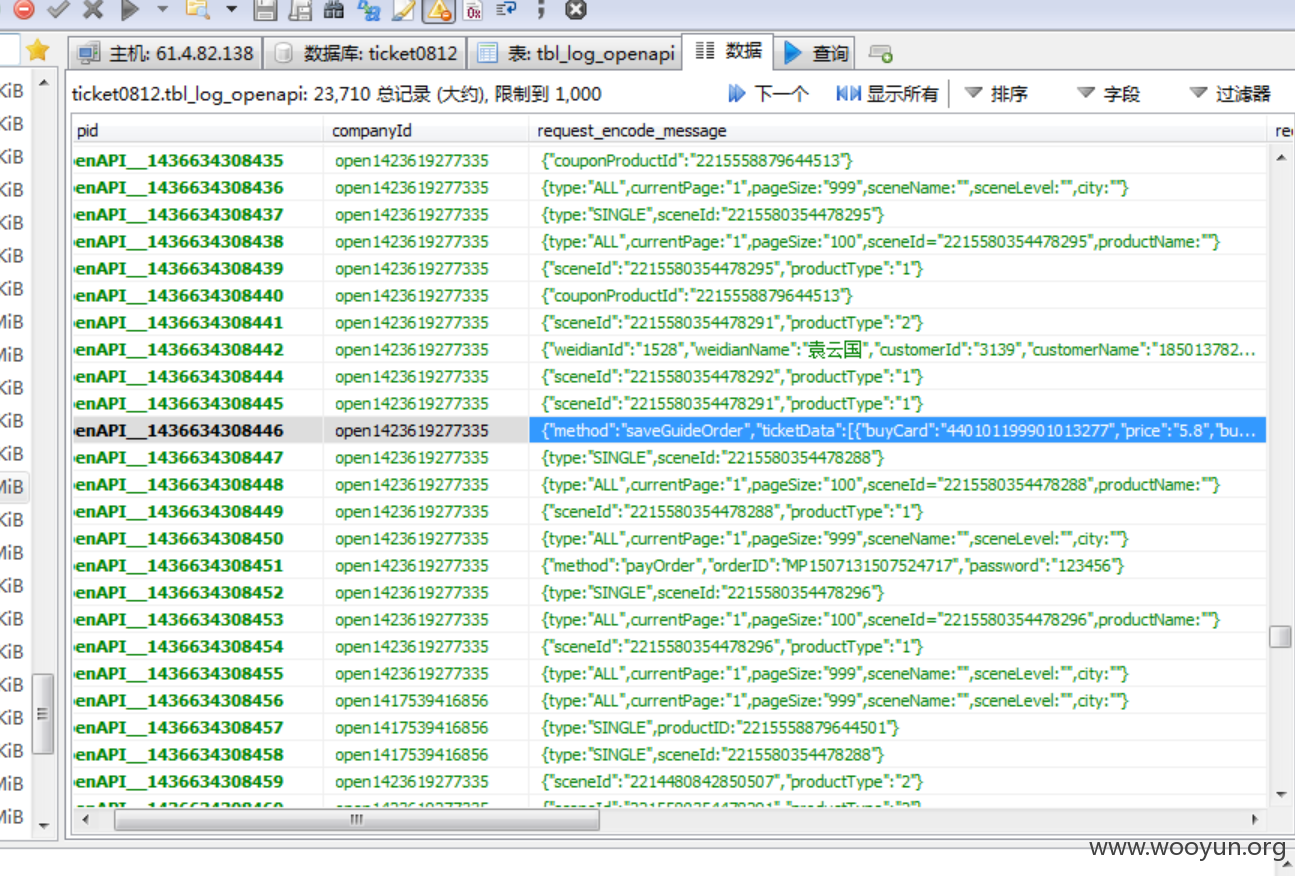 主机: 61.4.82.138 数据库: ticket0812 表: tbl_log_openapi 数据 查询
ticket0812.tbl_log_openapi: 23,710 总记录 (大约), 限制到 1,000 下一个 显示所有 排序 字段 过滤器
pid companyId request_encode_message
enAPI__1436634308435 open1423619277335 {"couponProductId":"2215558879644513"}
enAPI__1436634308436 open1423619277335 {type:"ALL",currentPage:"1",pageSize:"999",sceneName:"",sceneLevel:"",city:""}
enAPI__1436634308437 open1423619277335 {type:"SINGLE",sceneId:"2215580354478295"}
enAPI__1436634308438 open1423619277335 {type:"ALL",currentPage:"1",pageSize:"100",sceneId="2215580354478295",productName:""}
enAPI__1436634308439 open1423619277335 {"sceneId":"2215580354478295","productType":"1"}
enAPI__1436634308440 open1423619277335 {"couponProductId":"2215558879644513"}
enAPI__1436634308441 open1423619277335 {"sceneId":"2215580354478291","productType":"2"}
enAPI__1436634308442 open1423619277335 {"weidianId":"1528","weidianName":"袁云国","customerId":"3139","customerName":"185013782...
enAPI__1436634308444 open1423619277335 {"sceneId":"2215580354478292","productType":"1"}
enAPI__1436634308445 open1423619277335 {"sceneId":"2215580354478291","productType":"1"}
enAPI__1436634308446 open1423619277335 {"method":"saveGuideOrder","ticketData":[{"buyCard":"440101199901013277","price":"5.8","bu...
enAPI__1436634308447 open1423619277335 {type:"SINGLE",sceneId:"2215580354478288"}
enAPI__1436634308448 open1423619277335 {type:"ALL",currentPage:"1",pageSize:"100",sceneId="2215580354478288",productName:""}
enAPI__1436634308449 open1423619277335 {"sceneId":"2215580354478288","productType":"1"}
enAPI__1436634308450 open1423619277335 {type:"ALL",currentPage:"1",pageSize:"999",sceneName:"",sceneLevel:"",city:""}
enAPI__1436634308451 open1423619277335 {"method":"payOrder","orderID":"MP1507131507524717","password":"123456"}
enAPI__1436634308452 open1423619277335 {type:"SINGLE",sceneId:"2215580354478296"}
enAPI__1436634308453 open1423619277335 {type:"ALL",currentPage:"1",pageSize:"100",sceneId="2215580354478296",productName:""}
enAPI__1436634308454 open1423619277335 {"sceneId":"2215580354478296","productType":"1"}
enAPI__1436634308455 open1423619277335 {type:"ALL",currentPage:"1",pageSize:"999",sceneName:"",sceneLevel:"",city:""}
enAPI__1436634308456 open1417539416856 {type:"ALL",currentPage:"1",pageSize:"999",sceneName:"",sceneLevel:"",city:""}
enAPI__1436634308457 open1417539416856 {type:"SINGLE",productID:"2215558879644501"}
enAPI__1436634308458 open1417539416856 {type:"SINGLE",sceneId:"2215580354478288"}
enAPI__1436634308459 open1423619277335 {"sceneId":"2214480842850507","productType":"2"}
www.wooyun.org